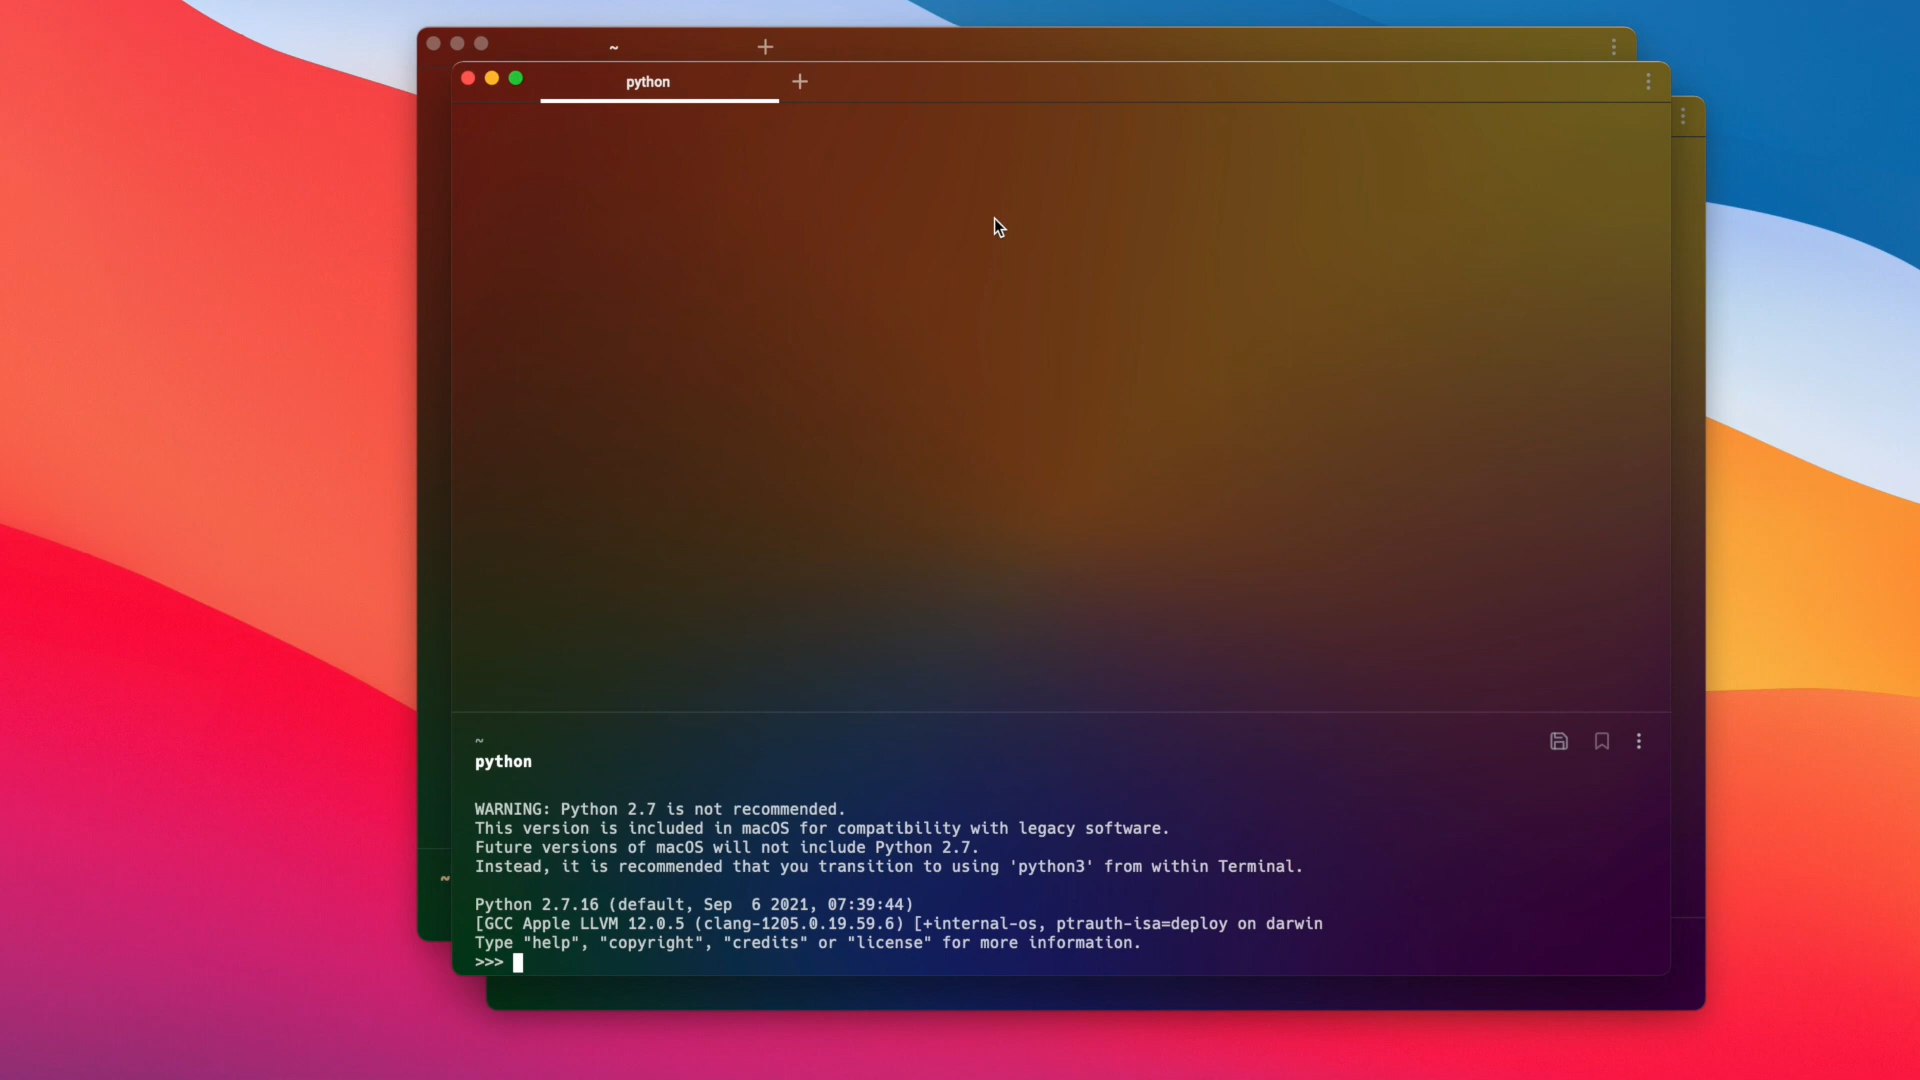 ~
python
~
python
WARNING: Python 2.7 is not recommended.
This version is included in macOS for compatibility with legacy software.
Future versions of macOS will not include Python 2.7.
Instead, it is recommended that you transition to using 'python3' from within Terminal.
~
Python 2.7.16 (default, Sep  6 2021, 07:39:44)
[GCC Apple LLVM 12.0.5 (clang-1205.0.19.59.6) [+internal-os, ptrauth-isa=deploy on darwin
Type "help", "copyright", "credits" or "license" for more information.
>>>